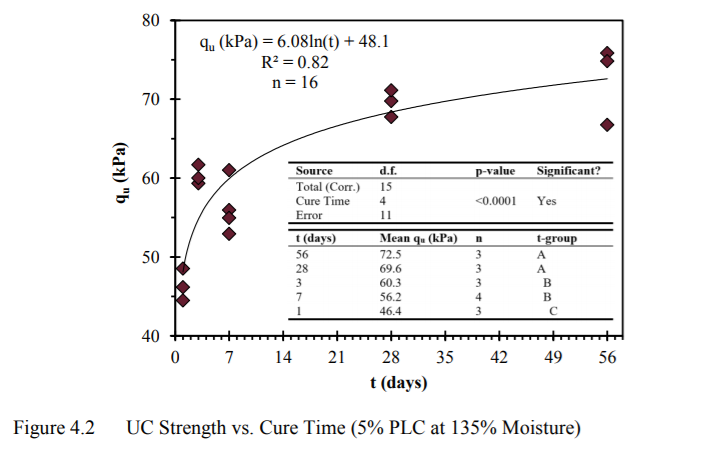 80
70
60
50
40
qu (kPa)
qu (kPa) = 6.08ln(t) + 48.1
R² = 0.82
n = 16
Source d.f. p-value Significant?
Total (Corr.) 15
Cure Time 4 <0.0001 Yes
Error 11
t (days) Mean qu (kPa) n t-group
56 72.5 3 A
28 69.6 3 A
3 60.3 3 B
7 56.2 4 B
1 46.4 3 C
0 7 14 21 28 35 42 49 56
t (days)
Figure 4.2 UC Strength vs. Cure Time (5% PLC at 135% Moisture)